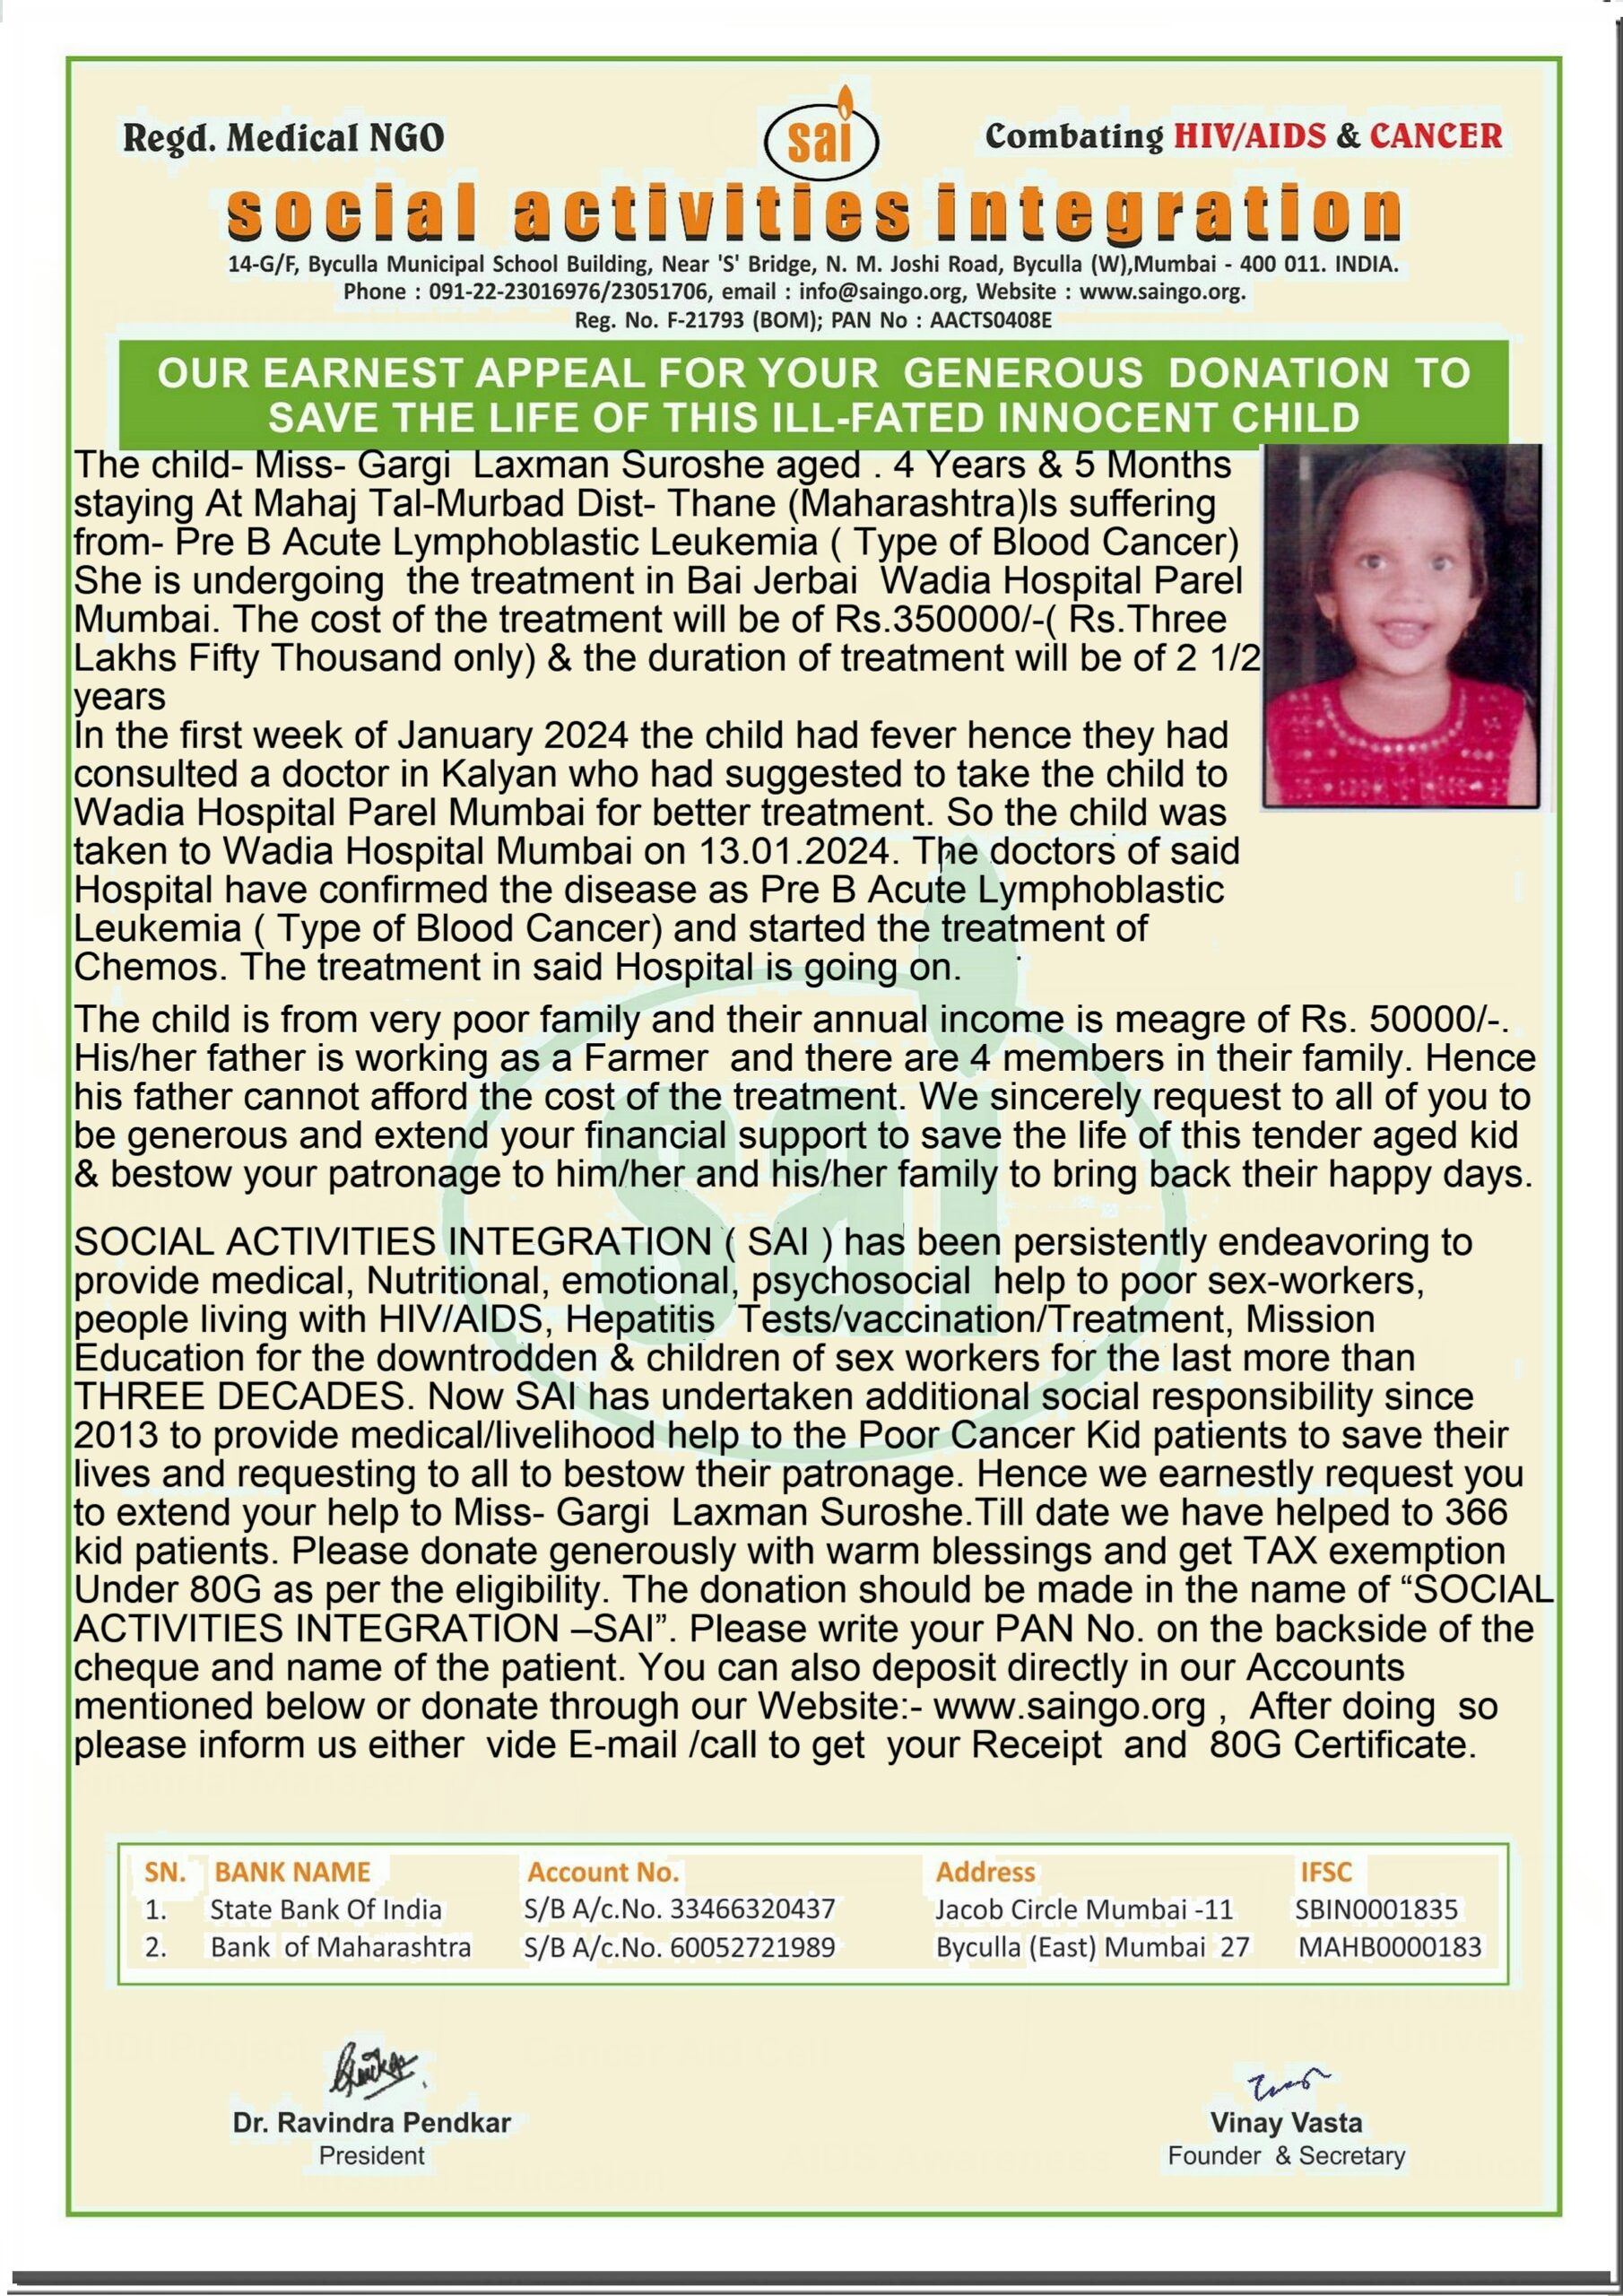 Regd. Medical NGO
sai
Combating HIV/AIDS & CANCER
social activities integration
14-G/F, Byculla Municipal School Building, Near 'S' Bridge, N. M. Joshi Road, Byculla (W),Mumbai - 400 011. INDIA.
Phone : 091-22-23016976/23051706, email : info@saingo.org, Website : www.saingo.org.
Reg. No. F-21793 (BOM); PAN No : AACTS0408E
OUR EARNEST APPEAL FOR YOUR GENEROUS DONATION TO
SAVE THE LIFE OF THIS ILL-FATED INNOCENT CHILD
The child- Miss- Gargi Laxman Suroshe aged . 4 Years & 5 Months
staying At Mahaj Tal-Murbad Dist- Thane (Maharashtra)Is suffering
from- Pre B Acute Lymphoblastic Leukemia ( Type of Blood Cancer)
She is undergoing the treatment in Bai Jerbai Wadia Hospital Parel
Mumbai. The cost of the treatment will be of Rs.350000/-( Rs.Three
Lakhs Fifty Thousand only) & the duration of treatment will be of 2 1/2
years
In the first week of January 2024 the child had fever hence they had
consulted a doctor in Kalyan who had suggested to take the child to
Wadia Hospital Parel Mumbai for better treatment. So the child was
taken to Wadia Hospital Mumbai on 13.01.2024. The doctors of said
Hospital have confirmed the disease as Pre B Acute Lymphoblastic
Leukemia ( Type of Blood Cancer) and started the treatment of
Chemos. The treatment in said Hospital is going on.
The child is from very poor family and their annual income is meagre of Rs. 50000/-.
His/her father is working as a Farmer and there are 4 members in their family. Hence
his father cannot afford the cost of the treatment. We sincerely request to all of you to
be generous and extend your financial support to save the life of this tender aged kid
& bestow your patronage to him/her and his/her family to bring back their happy days.
SOCIAL ACTIVITIES INTEGRATION ( SAI ) has been persistently endeavoring to
provide medical, Nutritional, emotional, psychosocial help to poor sex-workers,
people living with HIV/AIDS, Hepatitis Tests/vaccination/Treatment, Mission
Education for the downtrodden & children of sex workers for the last more than
THREE DECADES. Now SAI has undertaken additional social responsibility since
2013 to provide medical/livelihood help to the Poor Cancer Kid patients to save their
lives and requesting to all to bestow their patronage. Hence we earnestly request you
to extend your help to Miss- Gargi Laxman Suroshe.Till date we have helped to 366
kid patients. Please donate generously with warm blessings and get TAX exemption
Under 80G as per the eligibility. The donation should be made in the name of “SOCIAL
ACTIVITIES INTEGRATION –SAI”. Please write your PAN No. on the backside of the
cheque and name of the patient. You can also deposit directly in our Accounts
mentioned below or donate through our Website:- www.saingo.org , After doing so
please inform us either vide E-mail /call to get your Receipt and 80G Certificate.
SN. BANK NAME Account No. Address IFSC
1. State Bank Of India S/B A/c.No. 33466320437 Jacob Circle Mumbai -11 SBIN0001835
2. Bank of Maharashtra S/B A/c.No. 60052721989 Byculla (East) Mumbai 27 MAHB0000183
Dr. Ravindra Pendkar
President
Vinay Vasta
Founder & Secretary